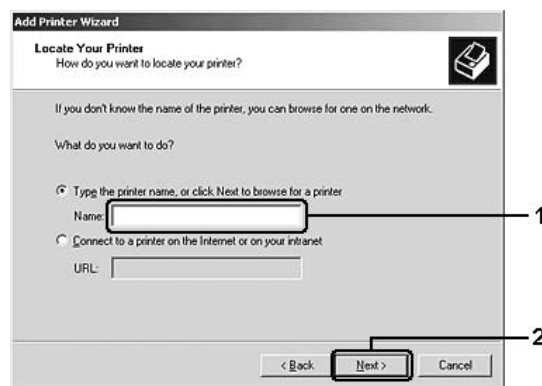 Add Printer Wizard
Locate Your Printer
How do you want to locate your printer?
If you don't know the name of the printer, you can browse for one on the network.
What do you want to do?
Type the printer name, or click Next to browse for a printer
Name:
1
Connect to a printer on the Internet or on your intranet
URL:
2
< Back Next > Cancel